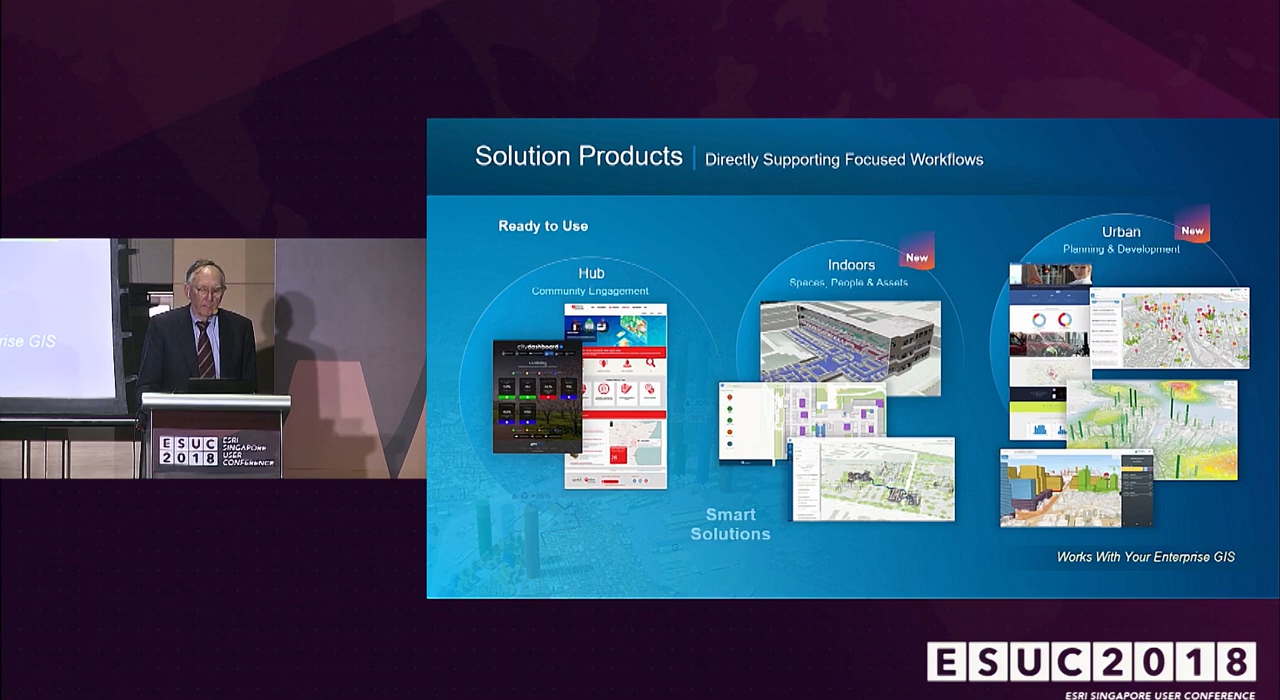 Solution Products | Directly Supporting Focused Workflows
Ready to Use
Hub
Community Engagement
New
Indoors
Spaces, People & Assets
New
Urban
Planning & Development
citydashboard
Smart
Solutions
Works With Your Enterprise GIS
rise GIS
ESUC
2018
ESRI
SINGAPORE
USER
CONFERENCE
ESUC2018
ESRI SINGAPORE USER CONFERENCE